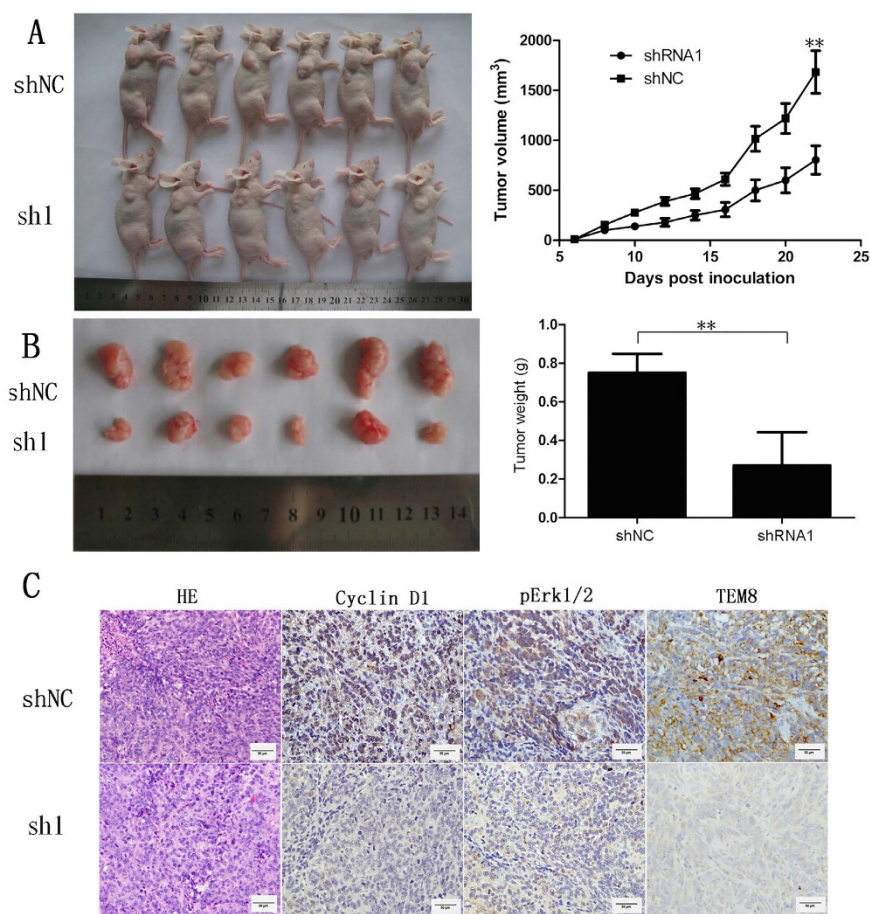 A
shNC
sh1
1 2 3 4 5 6 7 8 9 10 11 12 13 14 15 16 17 18 19 20 21 22 23 24 25 26 27 28 29 30
Tumor volume (mm³)
2000
1500
1000
500
0
shRNA1
shNC
**
5 10 15 20 25
Days post inoculation
B
shNC
sh1
1 2 3 4 5 6 7 8 9 10 11 12 13 14
Tumor weight (g)
1.0
0.8
0.6
0.4
0.2
0.0
**
shNC shRNA1
C
HE Cyclin D1 pErk1/2 TEM8
shNC
sh1